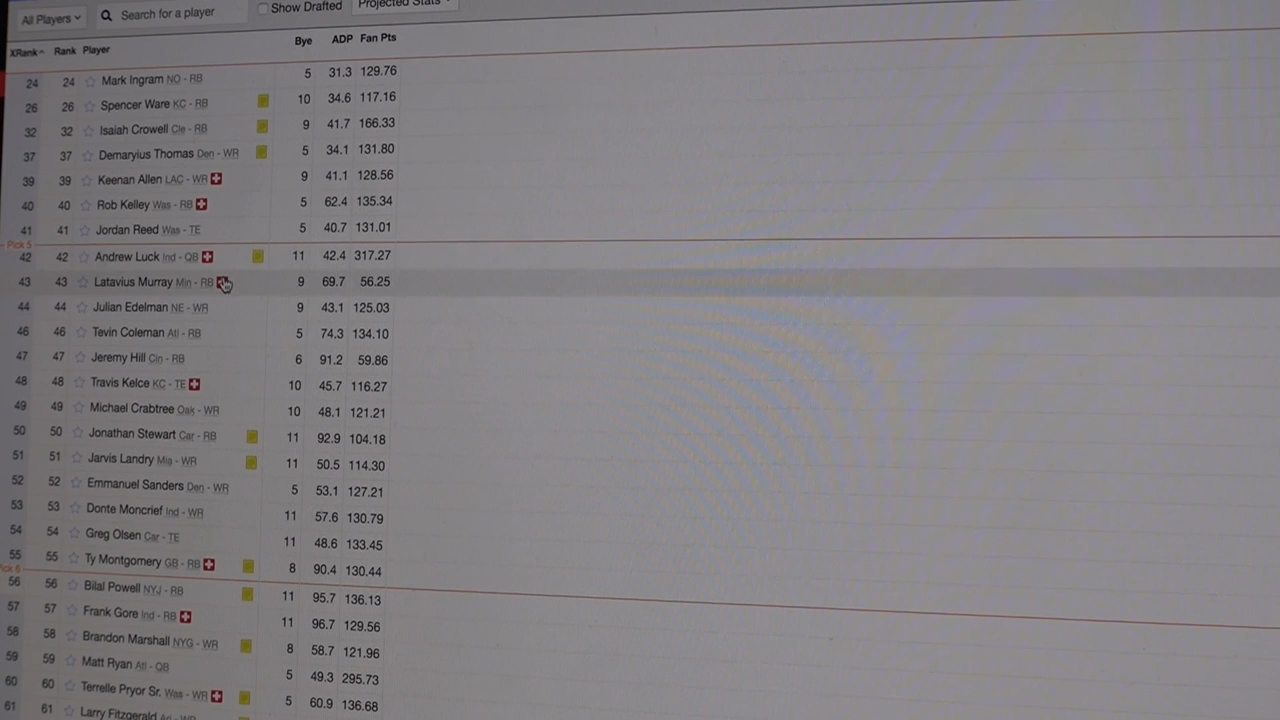 All Players Search for a player Show Drafted Projected Stats
XRank Rank Player Bye ADP Fan Pts
24 24 Mark Ingram NO - RB 5 31.3 129.76
26 26 Spencer Ware KC - RB 10 34.6 117.16
32 32 Isaiah Crowell Cle - RB 9 41.7 166.33
37 37 Demaryius Thomas Den - WR 5 34.1 131.80
39 39 Keenan Allen LAC - WR 9 41.1 128.56
40 40 Rob Kelley Was - RB 5 62.4 135.34
41 41 Jordan Reed Was - TE 5 40.7 131.01
Pick 5
42 42 Andrew Luck Ind - QB 11 42.4 317.27
43 43 Latavius Murray Min - RB 9 69.7 56.25
44 44 Julian Edelman NE - WR 9 43.1 125.03
46 46 Tevin Coleman Atl - RB 5 74.3 134.10
47 47 Jeremy Hill Cin - RB 6 91.2 59.86
48 48 Travis Kelce KC - TE 10 45.7 116.27
49 49 Michael Crabtree Oak - WR 10 48.1 121.21
50 50 Jonathan Stewart Car - RB 11 92.9 104.18
51 51 Jarvis Landry Mia - WR 11 50.5 114.30
52 52 Emmanuel Sanders Den - WR 5 53.1 127.21
53 53 Donte Moncrief Ind - WR 11 57.6 130.79
54 54 Greg Olsen Car - TE 11 48.6 133.45
55 55 Ty Montgomery GB - RB 8 90.4 130.44
Pick 6
56 56 Bilal Powell NYJ - RB 11 95.7 136.13
57 57 Frank Gore Ind - RB 11 96.7 129.56
58 58 Brandon Marshall NYG - WR 8 58.7 121.96
59 59 Matt Ryan Atl - QB 5 49.3 295.73
60 60 Terrelle Pryor Sr. Was - WR 5 60.9 136.68
61 61 Larry Fitzgerald Ari - WR